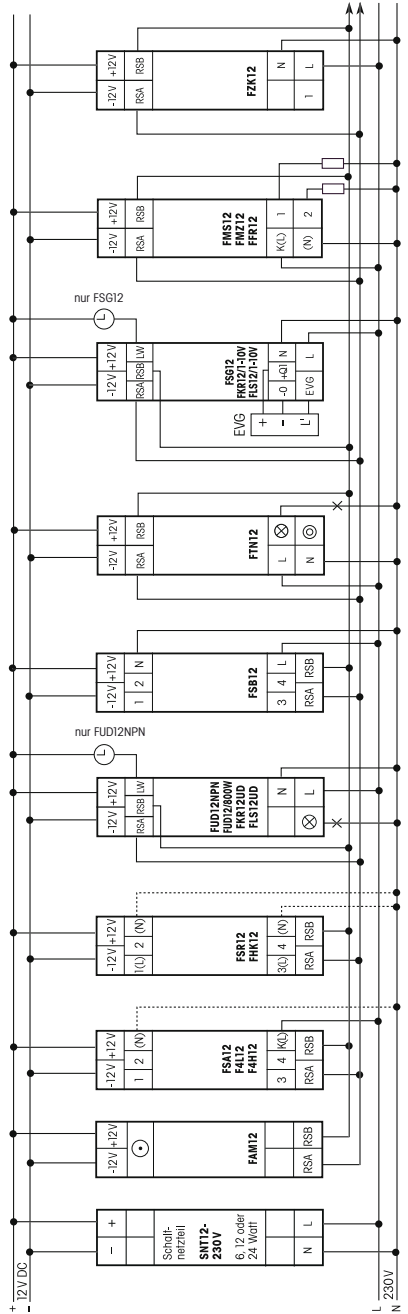 +
12V DC
–
L
230V
N
– +
Schalt-
netzteil
SNT12-
230V
6, 12 oder
24 Watt
N L
-12V +12V
FAM12
RSA RSB
-12V +12V
1 2 (N)
FSA12
F4L12
F4H12
3 4 K(L)
RSA RSB
-12V +12V
1(L) 2 (N)
FSR12
FHK12
3(L) 4 (N)
RSA RSB
nur FUD12NPN
L
-12V +12V
RSA RSB LW
FUD12NPN
FUD12/800W
FKR12UD
FLS12UD
N
L
-12V +12V
1 2 N
FSB12
3 4 L
RSA RSB
-12V +12V
RSA RSB
FTN12
L
N
nur FSG12
L
-12V +12V
RSA RSB LW
FSG12
FKR12/1-10V
FLS12/1-10V
-0 +Q1 N
EVG L
EVG
+
–
L'
-12V +12V
RSA RSB
FMS12
FMZ12
FFR12
K(L) 1
(N) 2
-12V +12V
RSA RSB
FZK12
N
1 L